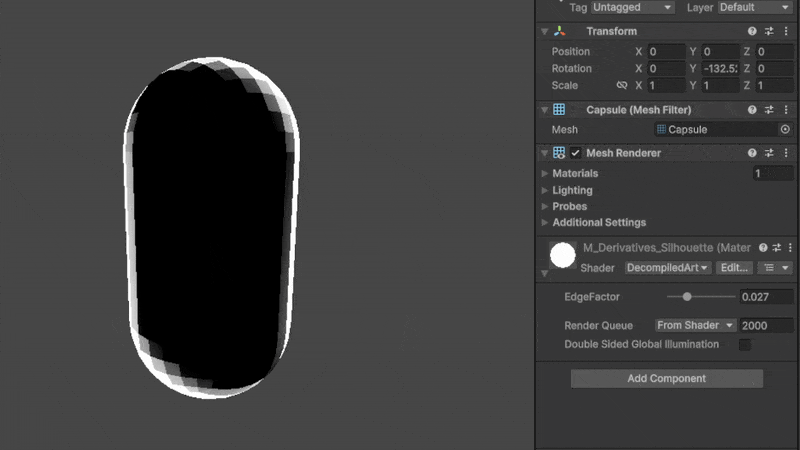 Tag Untagged Layer Default
Transform
Position X 0 Y 0 Z 0
Rotation X 0 Y -132.52 Z 0
Scale X 1 Y 1 Z 1
Capsule (Mesh Filter)
Mesh Capsule
Mesh Renderer
Materials 1
Lighting
Probes
Additional Settings
M_Derivatives_Silhouette (Mater
Shader DecompiledArt Edit...
EdgeFactor 0.027
Render Queue From Shader 2000
Double Sided Global Illumination
Add Component